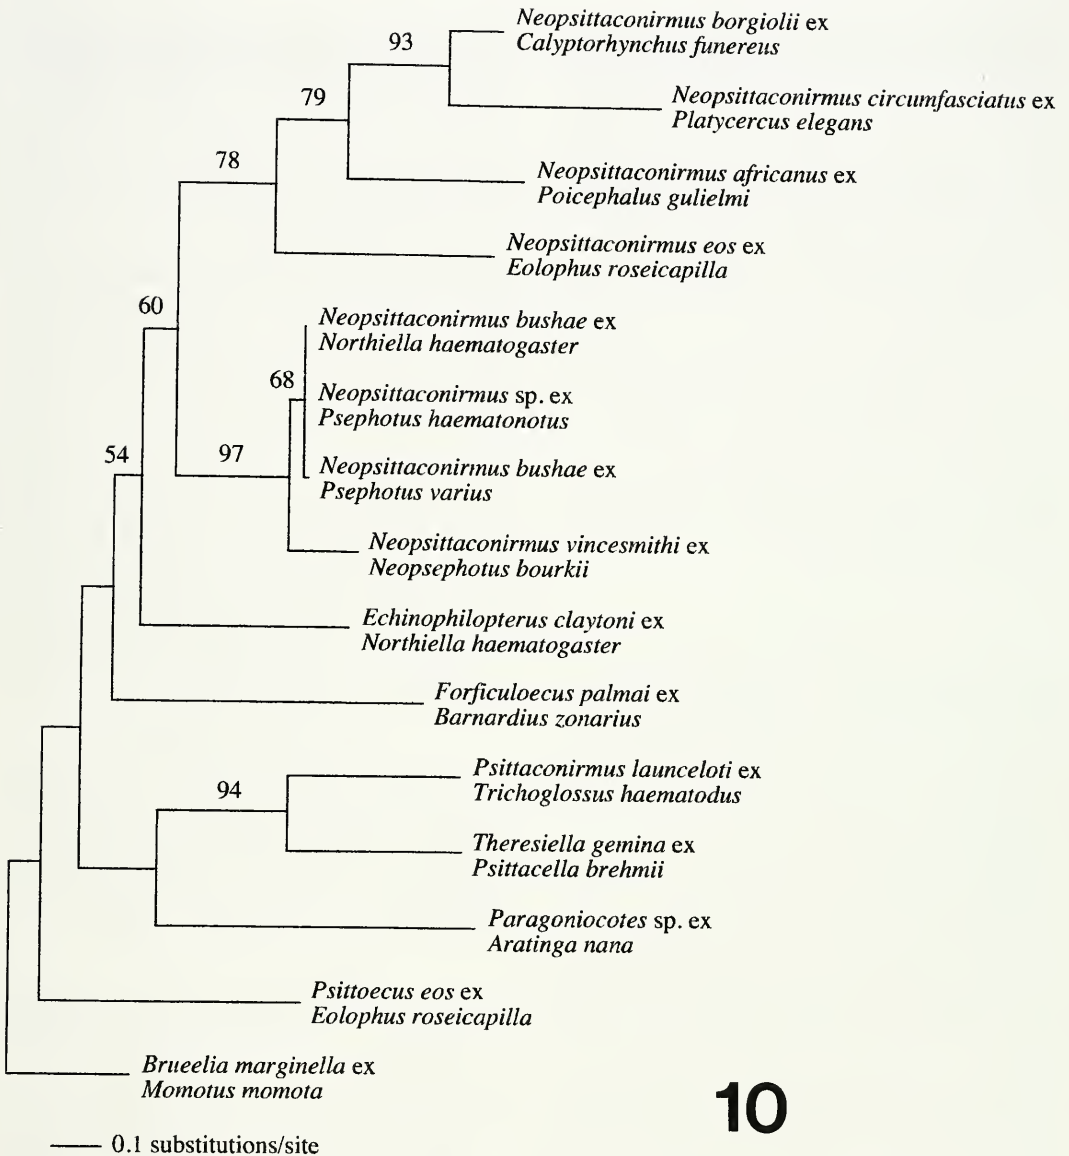 Neopsittaconirmus borgiolii ex
Calyptorhynchus funereus
93
Neopsittaconirmus circumfasciatus ex
Platycercus elegans
79
Neopsittaconirmus africanus ex
Poicephalus gulielmi
78
Neopsittaconirmus eos ex
Eolophus roseicapilla
60
Neopsittaconirmus bushae ex
Northiella haematogaster
68
Neopsittaconirmus sp. ex
Psephotus haematonotus
54
97
Neopsittaconirmus bushae ex
Psephotus varius
Neopsittaconirmus vincesmithi ex
Neopsephotus bourkii
Echinophilopterus claytoni ex
Northiella haematogaster
Forficuloecus palmai ex
Barnardius zonarius
94
Psittaconirmus launceloti ex
Trichoglossus haematodus
Theresiella gemina ex
Psittacella brehmii
Paragoniocotes sp. ex
Aratinga nana
Psittoecus eos ex
Eolophus roseicapilla
Brueelia marginella ex
Momotus momota
10
0.1 substitutions/site